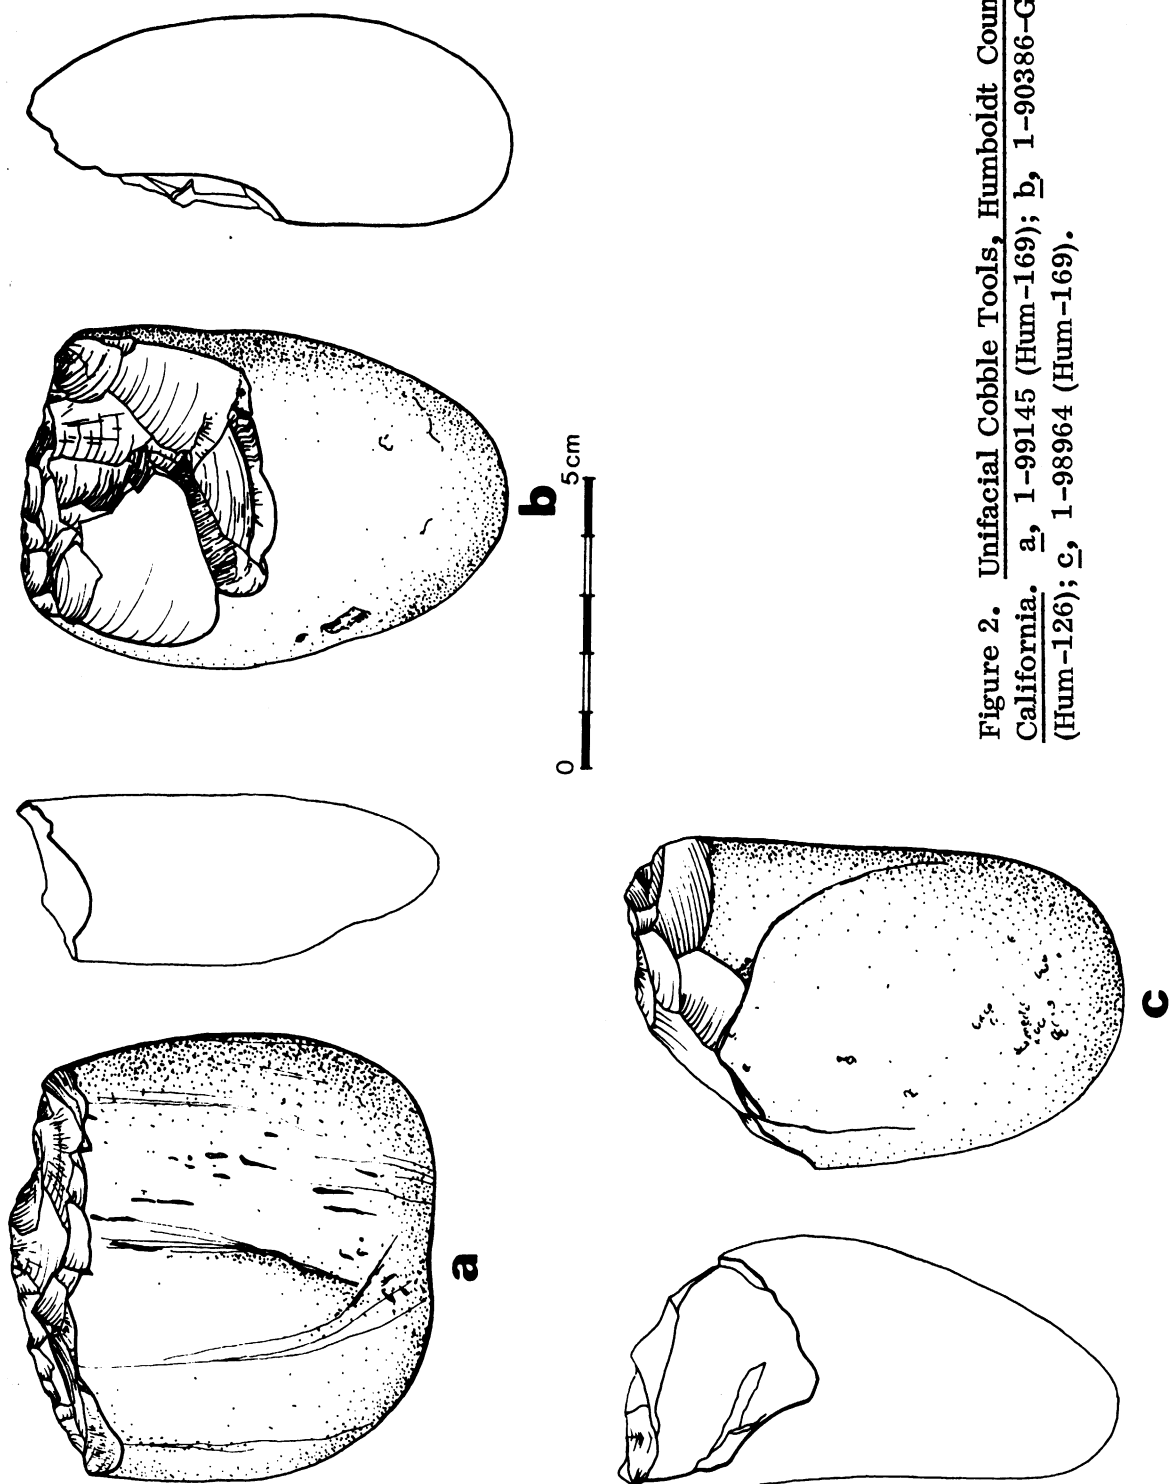 a
b
0 5cm
c
Figure 2. Unifacial Cobble Tools, Humboldt Coun
California. a, 1-99145 (Hum-169); b, 1-90386-G
(Hum-126); c, 1-98964 (Hum-169).